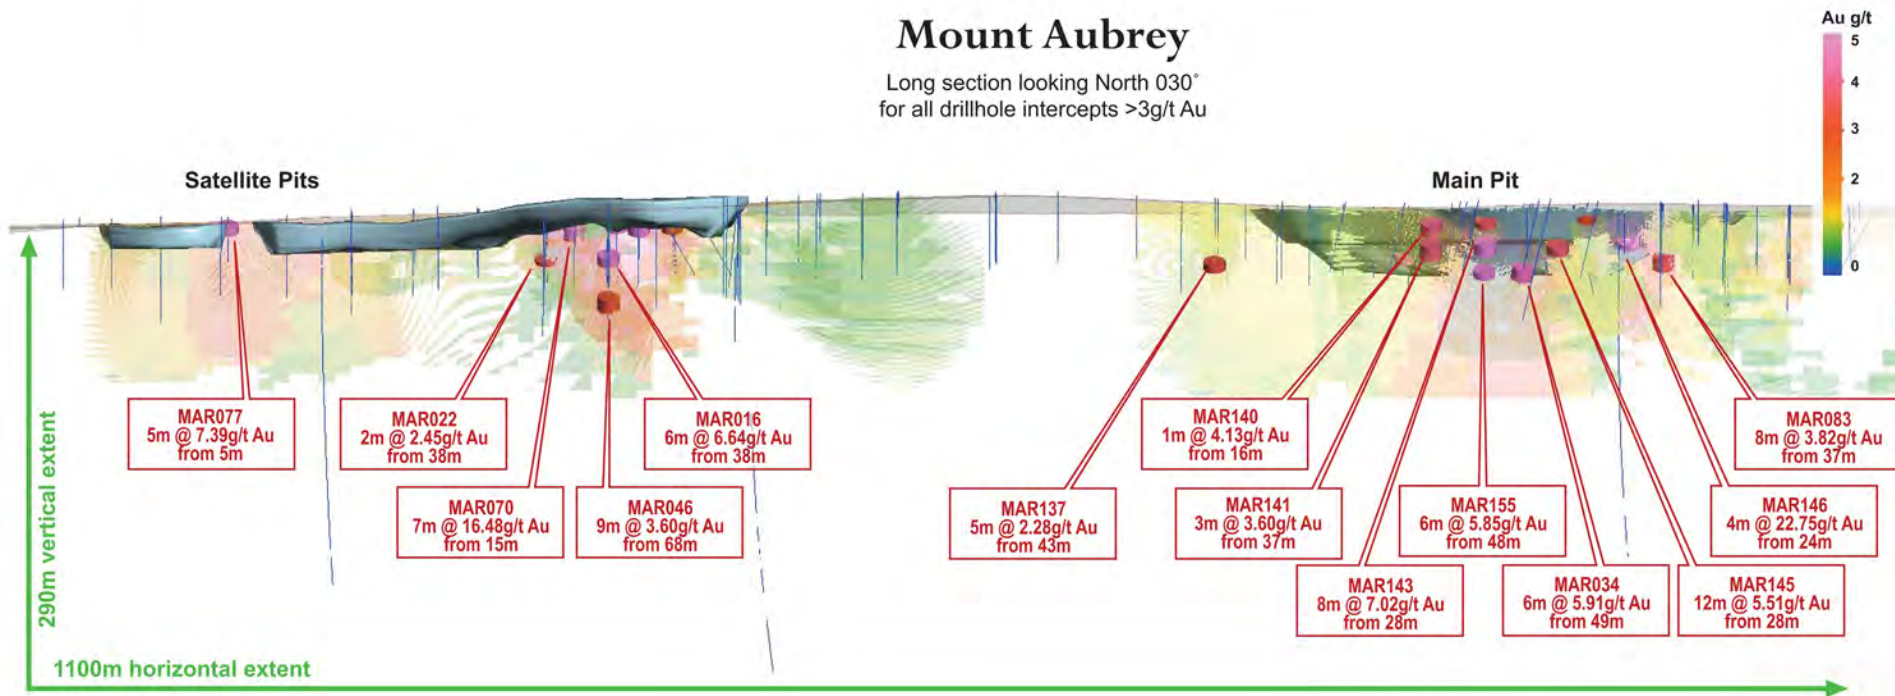 Mount Aubrey
Long section looking North 030°
for all drillhole intercepts >3g/t Au
Au g/t
5
4
3
2
1
0
Satellite Pits
Main Pit
MAR077
5m @ 7.39g/t Au
from 5m
MAR022
2m @ 2.45g/t Au
from 38m
MAR016
6m @ 6.64g/t Au
from 38m
MAR070
7m @ 16.48g/t Au
from 15m
MAR046
9m @ 3.60g/t Au
from 68m
MAR140
1m @ 4.13g/t Au
from 16m
MAR083
8m @ 3.82g/t Au
from 37m
MAR137
5m @ 2.28g/t Au
from 43m
MAR141
3m @ 3.60g/t Au
from 37m
MAR155
6m @ 5.85g/t Au
from 48m
MAR146
4m @ 22.75g/t Au
from 24m
MAR143
8m @ 7.02g/t Au
from 28m
MAR034
6m @ 5.91g/t Au
from 49m
MAR145
12m @ 5.51g/t Au
from 28m
290m vertical extent
1100m horizontal extent